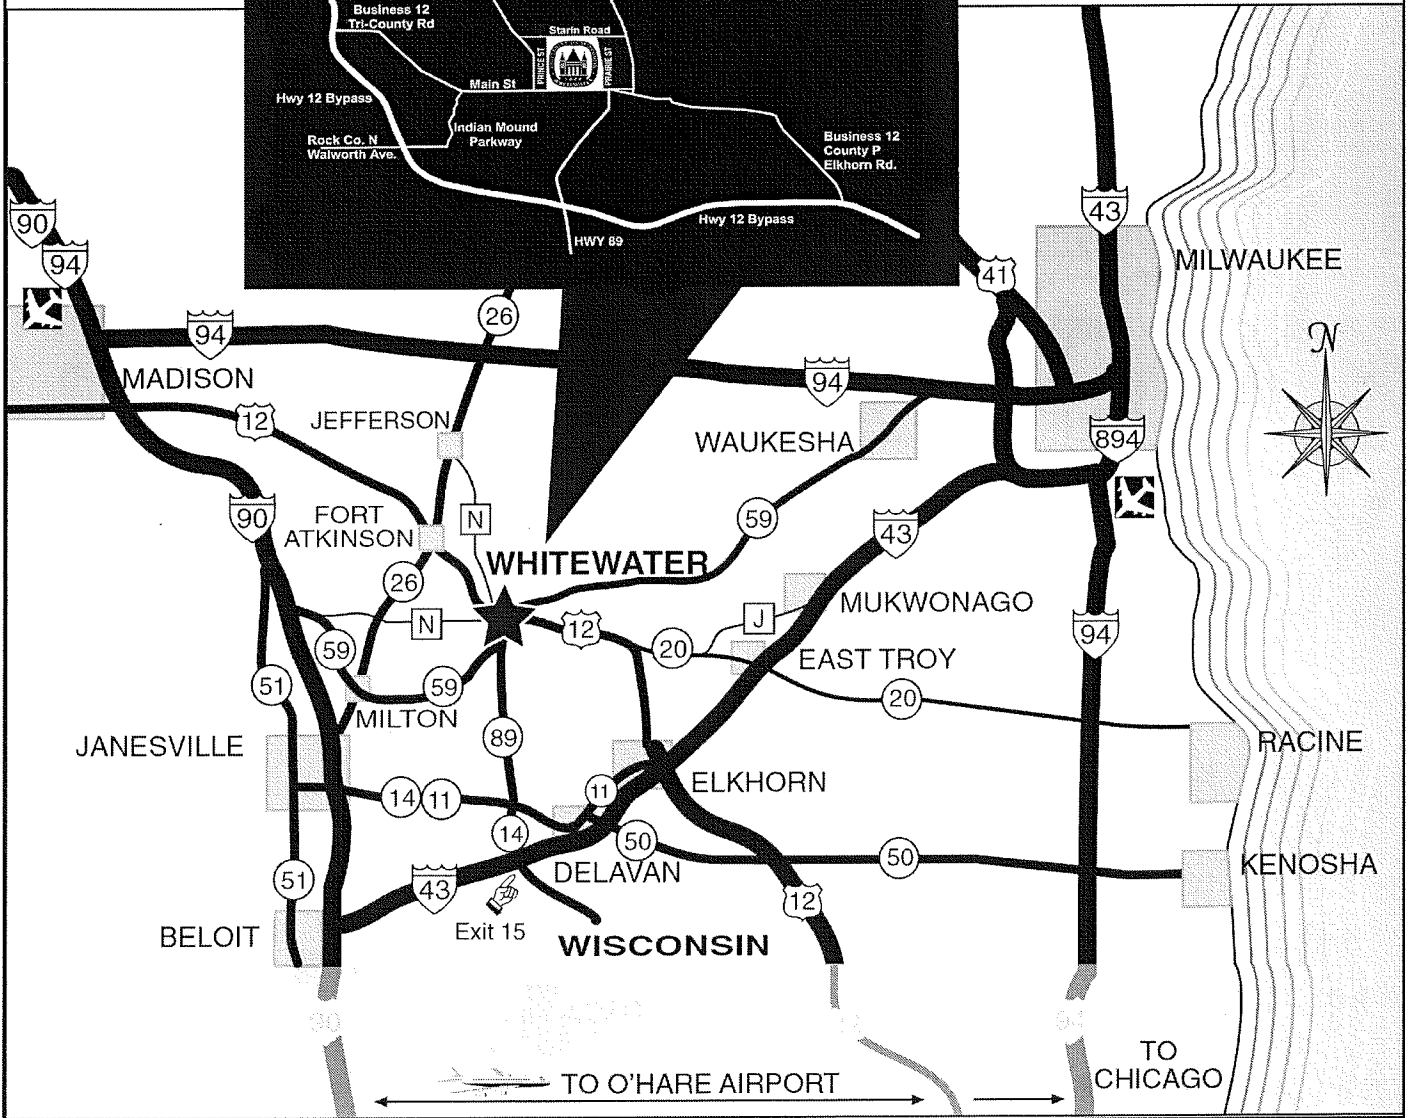 Business 12
Tri-County Rd
Starin Road
PRINCE ST
PRAIRIE ST
Main St
Hwy 12 Bypass
Indian Mound
Parkway
Rock Co. N
Walworth Ave.
Business 12
County P
Elkhorn Rd.
Hwy 12 Bypass
HWY 89
90
94
43
41
MILWAUKEE
26
94
N
MADISON
94
12
JEFFERSON
WAUKESHA
894
90
FORT
ATKINSON
N
59
43
WHITEWATER
26
MUKWONAGO
N
12
J
94
59
20
EAST TROY
51
59
20
MILTON
89
JANESVILLE
RACINE
ELKHORN
14
11
11
14
50
50
KENOSHA
DELAVAN
51
43
12
Exit 15
BELOIT
WISCONSIN
90
94
TO
CHICAGO
TO O'HARE AIRPORT